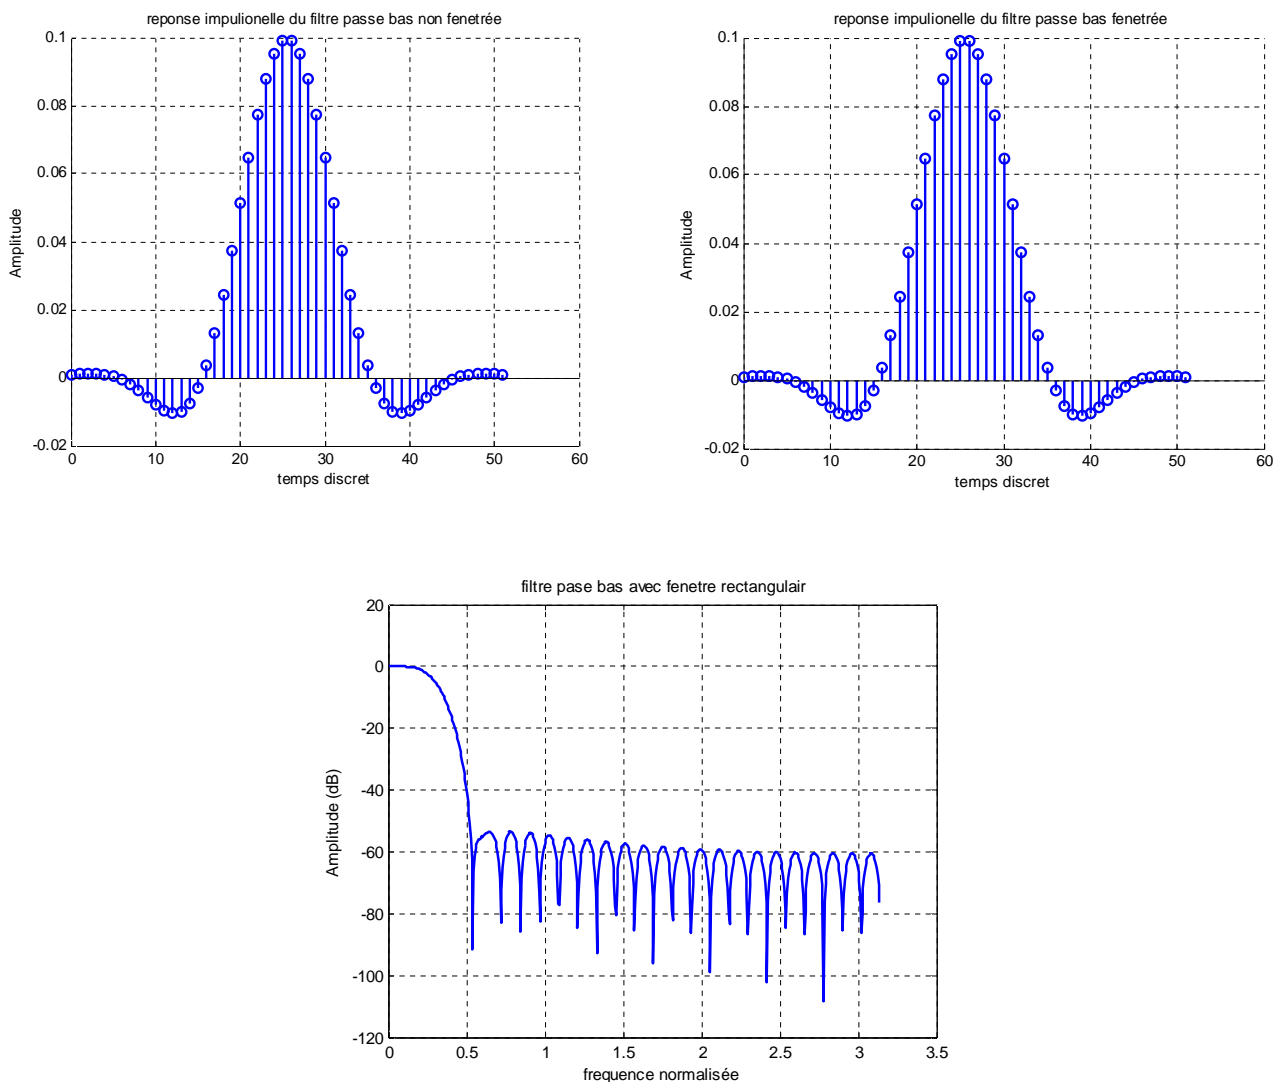 reponse impulionelle du filtre passe bas non fenetrée
0.1
0.08
0.06
0.04
0.02
0
-0.02
Amplitude
0 10 20 30 40 50 60
temps discret
reponse impulionelle du filtre passe bas fenetrée
0.1
0.08
0.06
0.04
0.02
0
-0.02
Amplitude
0 10 20 30 40 50 60
temps discret
filtre pase bas avec fenetre rectangulair
20
0
-20
-40
-60
-80
-100
-120
Amplitude (dB)
0 0.5 1 1.5 2 2.5 3 3.5
frequence normalisée